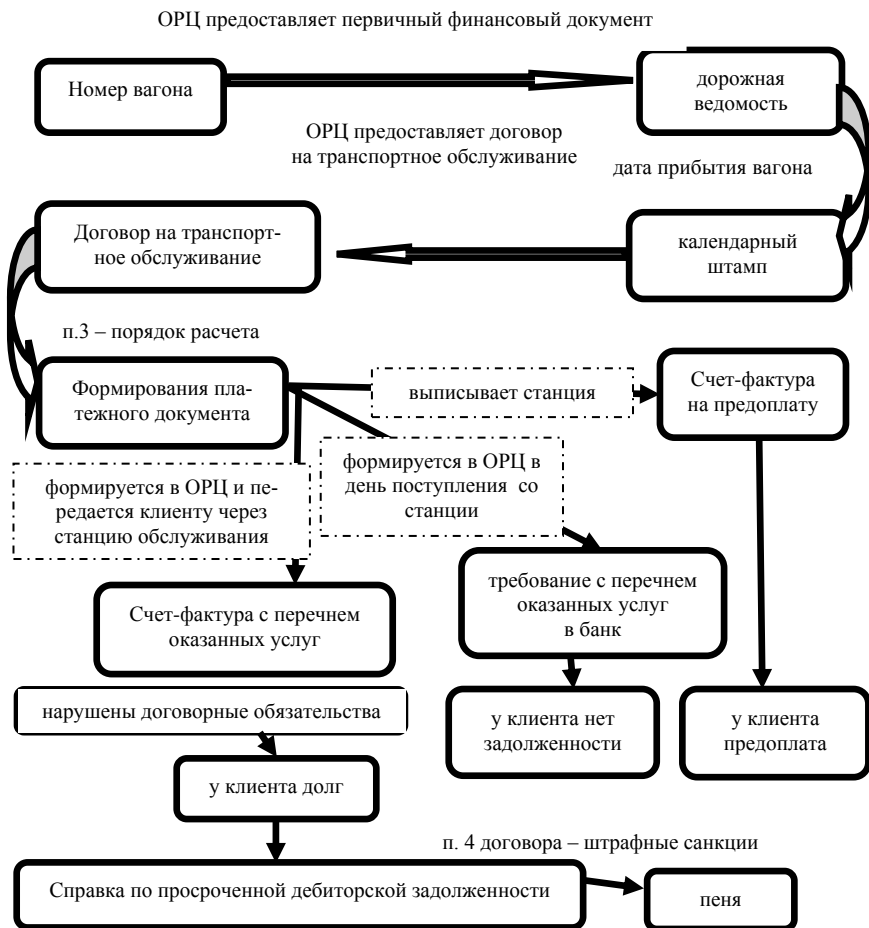 ОРЦ предоставляет первичный финансовый документ
Номер вагона
дорожная
ведомость
ОРЦ предоставляет договор
на транспортное обслуживание
дата прибытия вагона
Договор на транспорт-
ное обслуживание
календарный
штамп
п.3 – порядок расчета
Формирования пла-
тежного документа
выписывает станция
Счет-фактура
на предоплату
формируется в ОРЦ и пе-
редается клиенту через
станцию обслуживания
формируется в ОРЦ в
день поступления со
станции
Счет-фактура с перечнем
оказанных услуг
требование с перечнем
оказанных услуг
в банк
нарушены договорные обязательства
у клиента нет
задолженности
у клиента
предоплата
у клиента долг
п. 4 договора – штрафные санкции
Справка по просроченной дебиторской задолженности
пеня